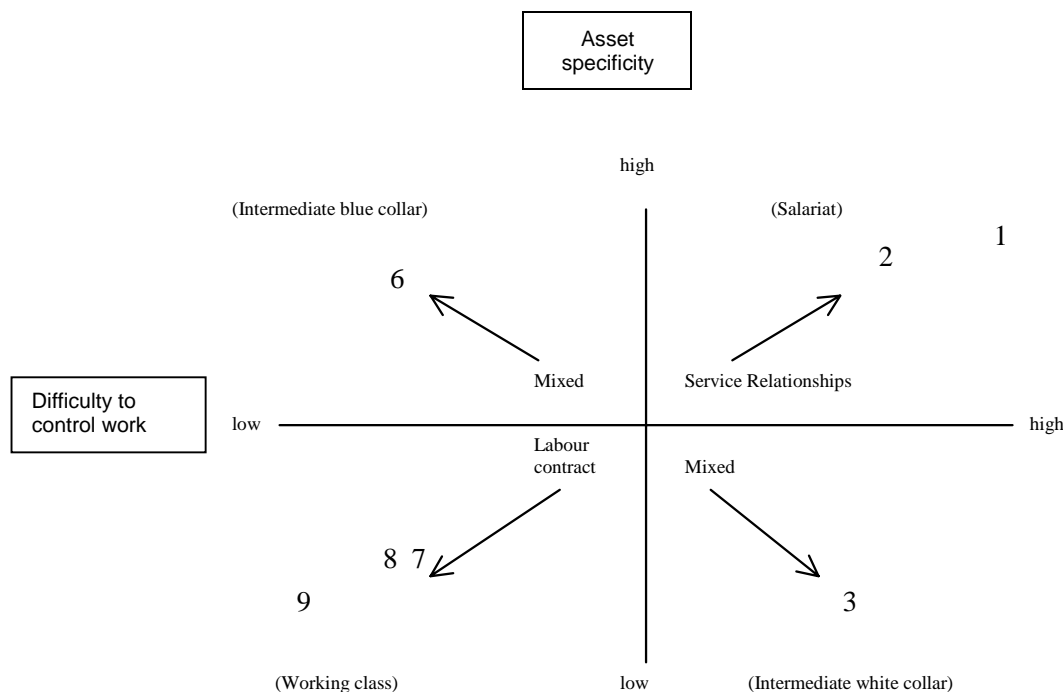 Asset
specificity
high
(Intermediate blue collar)
(Salariat)
1
2
6
Mixed
Service Relationships
Difficulty to
control work
low
high
Labour
contract
Mixed
8 7
9
3
(Working class)
low
(Intermediate white collar)